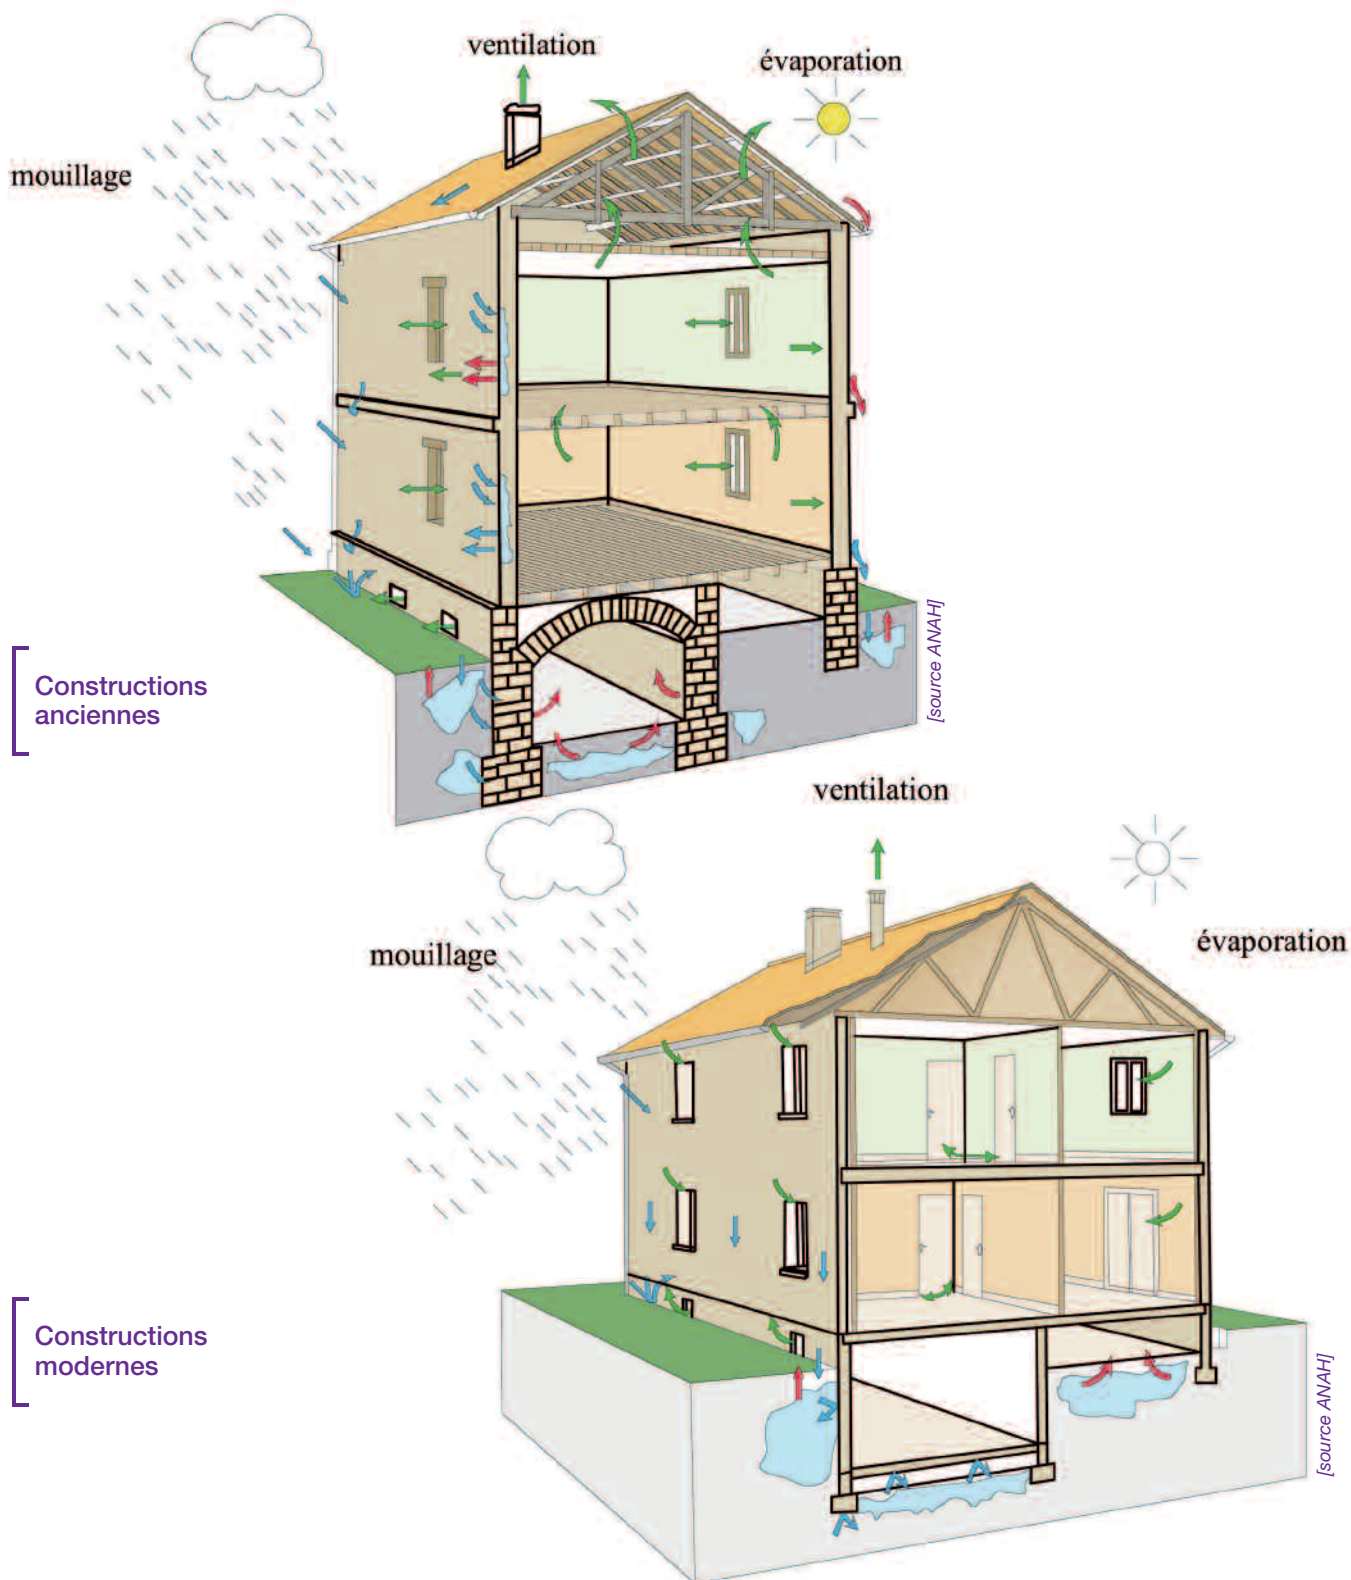 ventilation
évaporation
mouillage
[source ANAH]
Constructions
anciennes
ventilation
mouillage
évaporation
Constructions
modernes
[source ANAH]